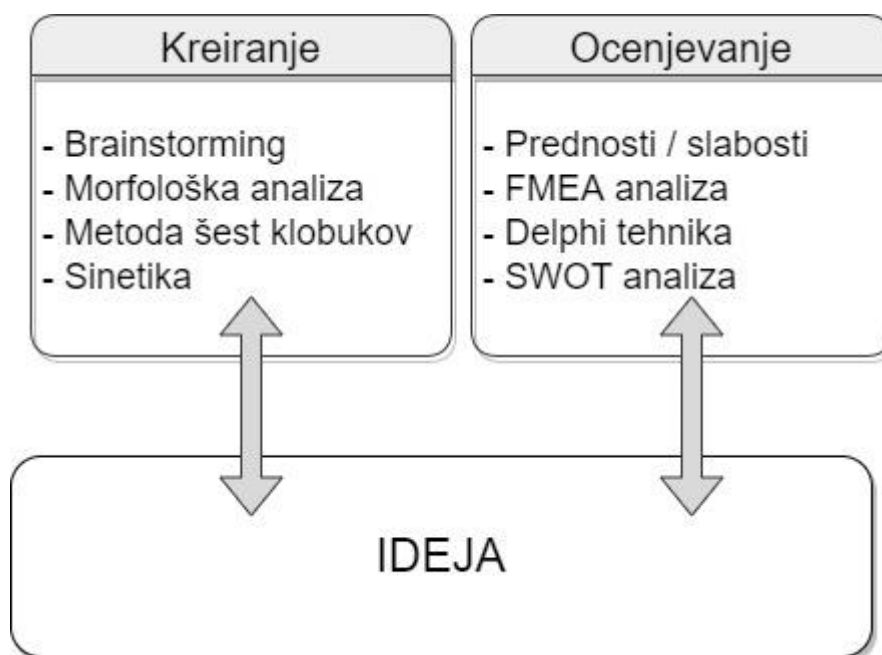 Kreiranje
- Brainstorming
- Morfološka analiza
- Metoda šest klobukov
- Sinetika
Ocenjevanje
- Prednosti / slabosti
- FMEA analiza
- Delphi tehnika
- SWOT analiza
IDEJA